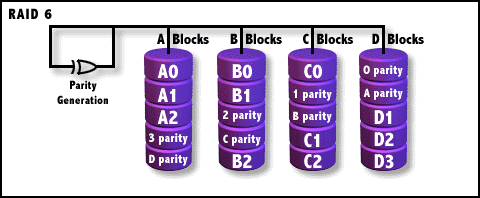 RAID 6
A Blocks B Blocks C Blocks D Blocks
Parity
Generation
A0 B0 C0 0 parity
A1 B1 1 parity A parity
A2 2 parity B parity D1
3 parity C parity C1 D2
D parity B2 C2 D3